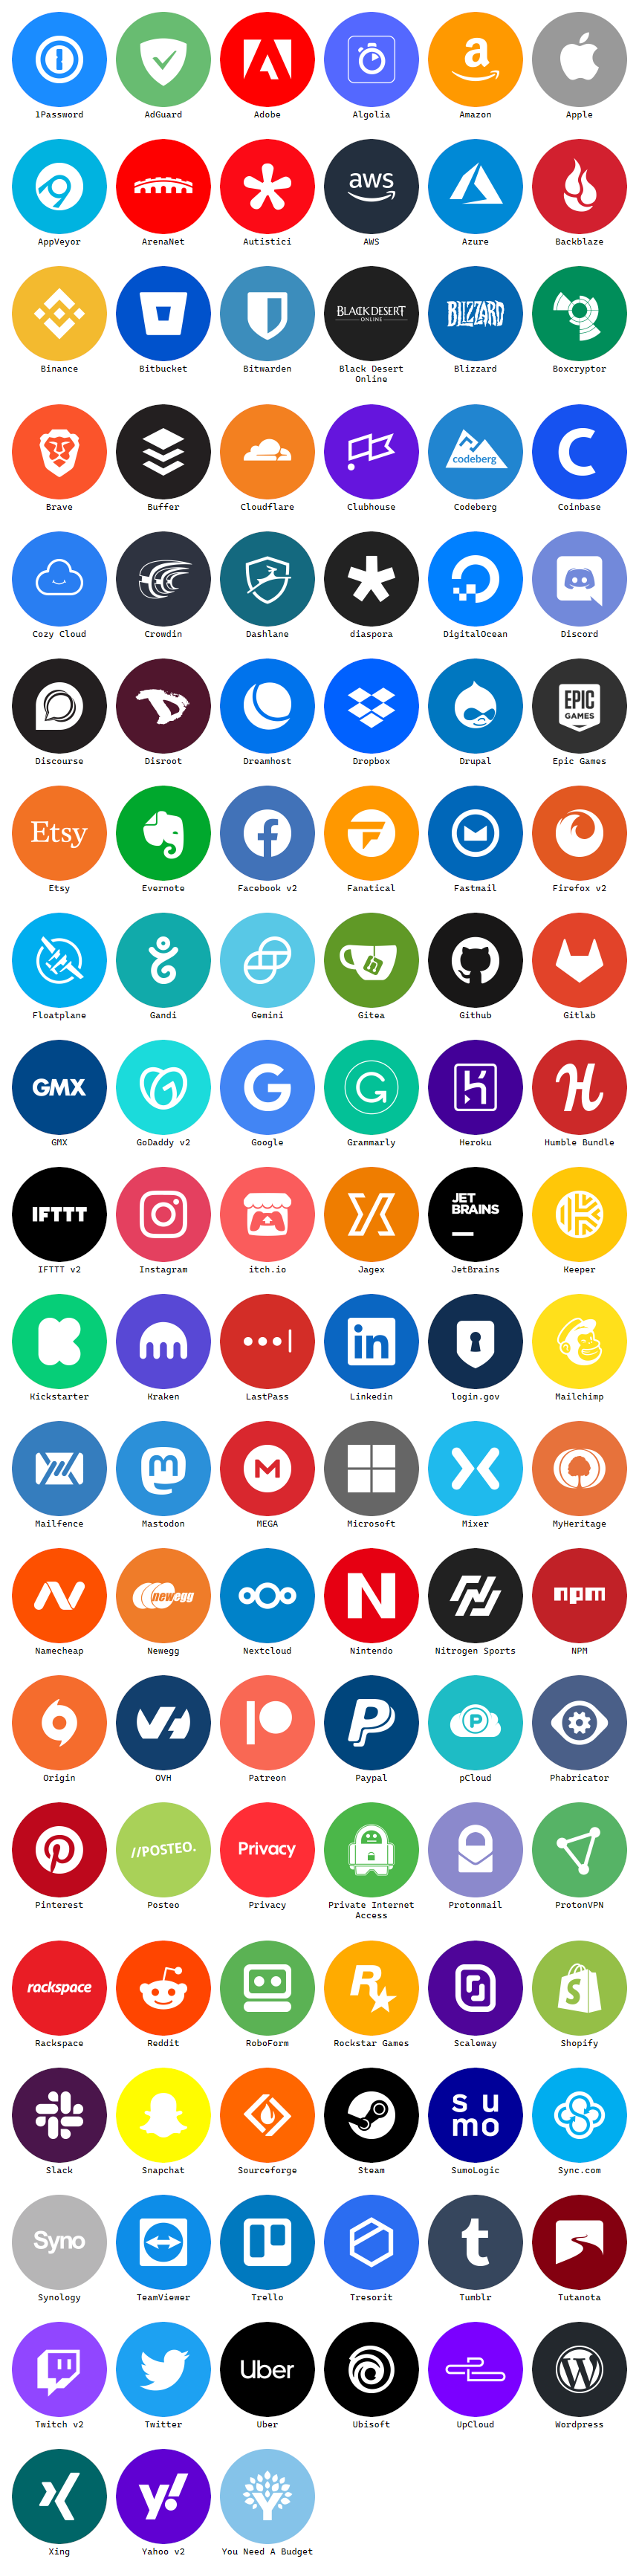 1Password AdGuard Adobe Algolia Amazon Apple
aws
AppVeyor ArenaNet Autistici AWS Azure Backblaze
BLACK DESERT
ONLINE
BLIZZARD
Binance Bitbucket Bitwarden Black Desert Blizzard Boxcryptor
Online
codeberg
Brave Buffer Cloudflare Clubhouse Codeberg Coinbase
Cozy Cloud Crowdin Dashlane diaspora DigitalOcean Discord
EPIC
GAMES
Discourse Disroot Dreamhost Dropbox Drupal Epic Games
Etsy
Etsy Evernote Facebook v2 Fanatical Fastmail Firefox v2
Floatplane Gandi Gemini Gitea Github Gitlab
GMX G G H
GMX GoDaddy v2 Google Grammarly Heroku Humble Bundle
IFTTT
JET
BRAINS
IFTTT v2 Instagram itch.io Jagex JetBrains Keeper
K in
Kickstarter Kraken LastPass Linkedin login.gov Mailchimp
m M
Mailfence Mastodon MEGA Microsoft Mixer MyHeritage
newegg N npm
Namecheap Newegg Nextcloud Nintendo Nitrogen Sports NPM
Origin OVH Patreon Paypal pCloud Phabricator
//POSTEO. Privacy
Pinterest Posteo Privacy Private Internet Protonmail ProtonVPN
Access
rackspace R S
Rackspace Reddit RoboForm Rockstar Games Scaleway Shopify
su
mo
Slack Snapchat Sourceforge Steam SumoLogic Sync.com
Syno t
Synology TeamViewer Trello Tresorit Tumblr Tutanota
Uber W
Twitch v2 Twitter Uber Ubisoft UpCloud Wordpress
y!
Xing Yahoo v2 You Need A Budget